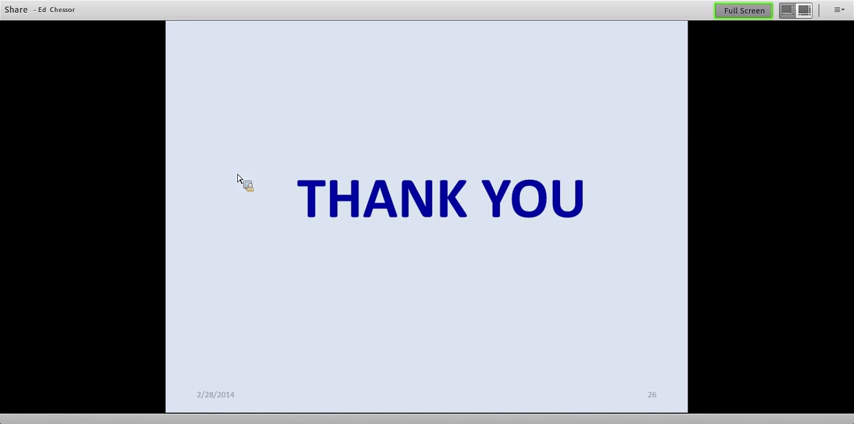 Share - Ed Chessor
Full Screen
THANK YOU
2/28/2014
26